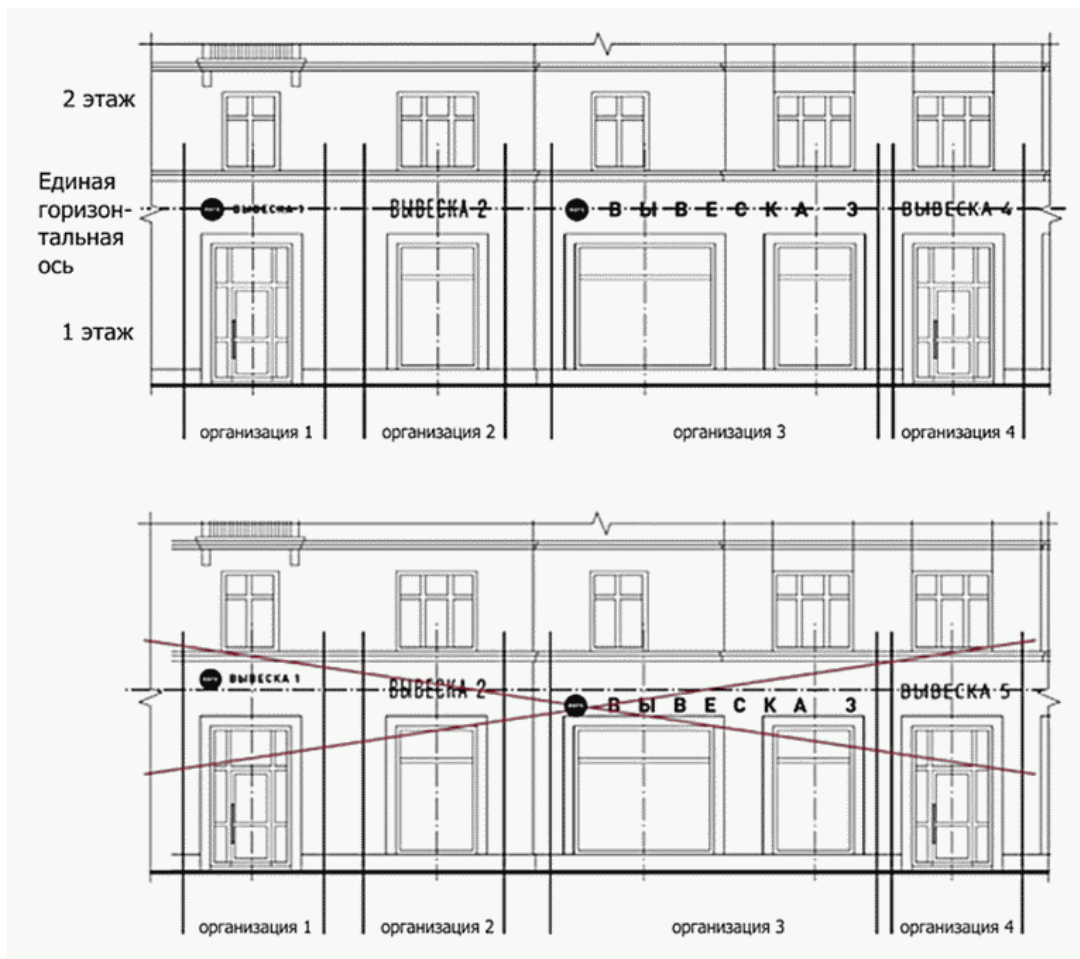 2 этаж
Единая
горизон-
тальная
ось
ВЫВЕСКА 1
ВЫВЕСКА 2
ВЫВЕСКА 3
ВЫВЕСКА 4
1 этаж
организация 1
организация 2
организация 3
организация 4
ВЫВЕСКА 1
ВЫВЕСКА 2
ВЫВЕСКА 3
ВЫВЕСКА 5
организация 1
организация 2
организация 3
организация 4